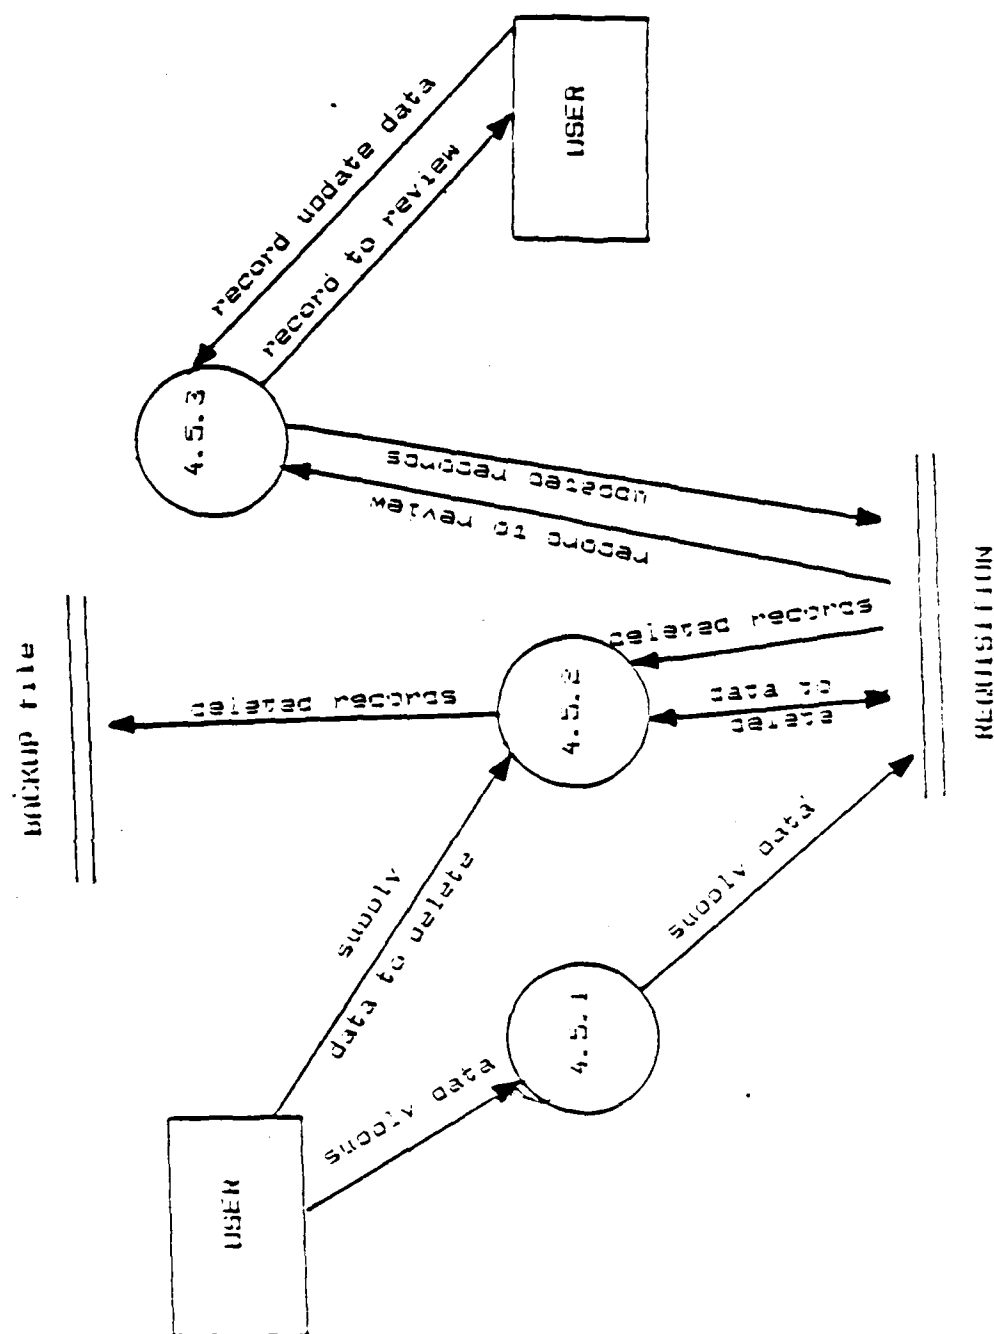 BACKUP file
USER
supply data
supply
data to delete
deleted records
4.5.1
4.5.2
4.5.3
supply data
data to
delete
deleted records
record to review
updated records
record update data
record to review
USER
REQUISITION